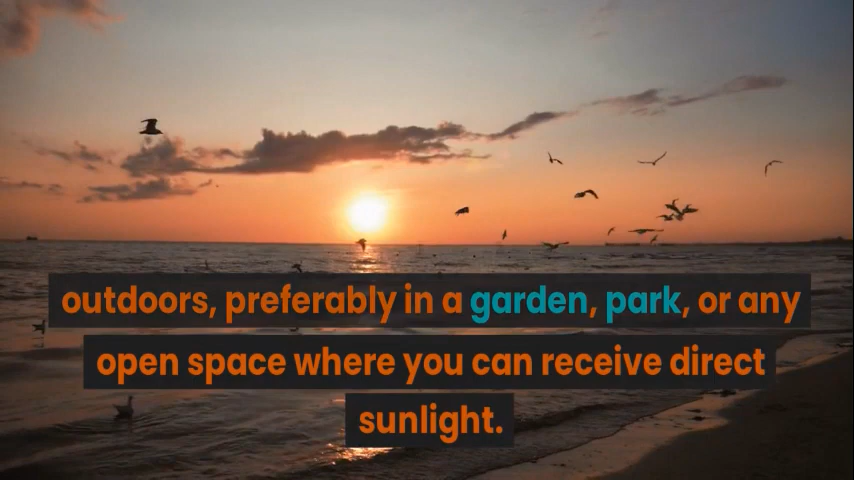 outdoors, preferably in a garden, park, or any
open space where you can receive direct
sunlight.